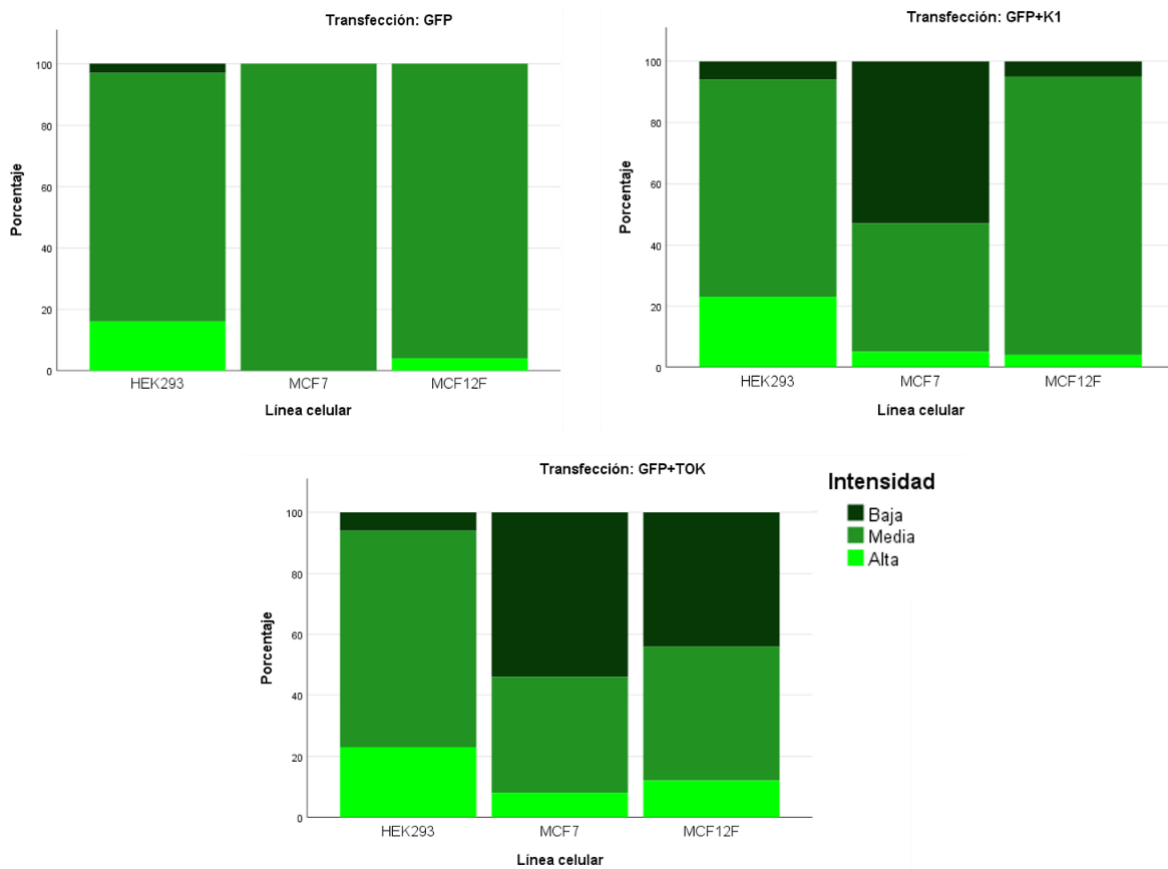 Transfección: GFP
Porcentaje
100
80
60
40
20
0
HEK293 MCF7 MCF12F
Línea celular
Transfección: GFP+K1
Porcentaje
100
80
60
40
20
0
HEK293 MCF7 MCF12F
Línea celular
Transfección: GFP+TOK
Porcentaje
100
80
60
40
20
0
HEK293 MCF7 MCF12F
Línea celular
Intensidad
Baja
Media
Alta